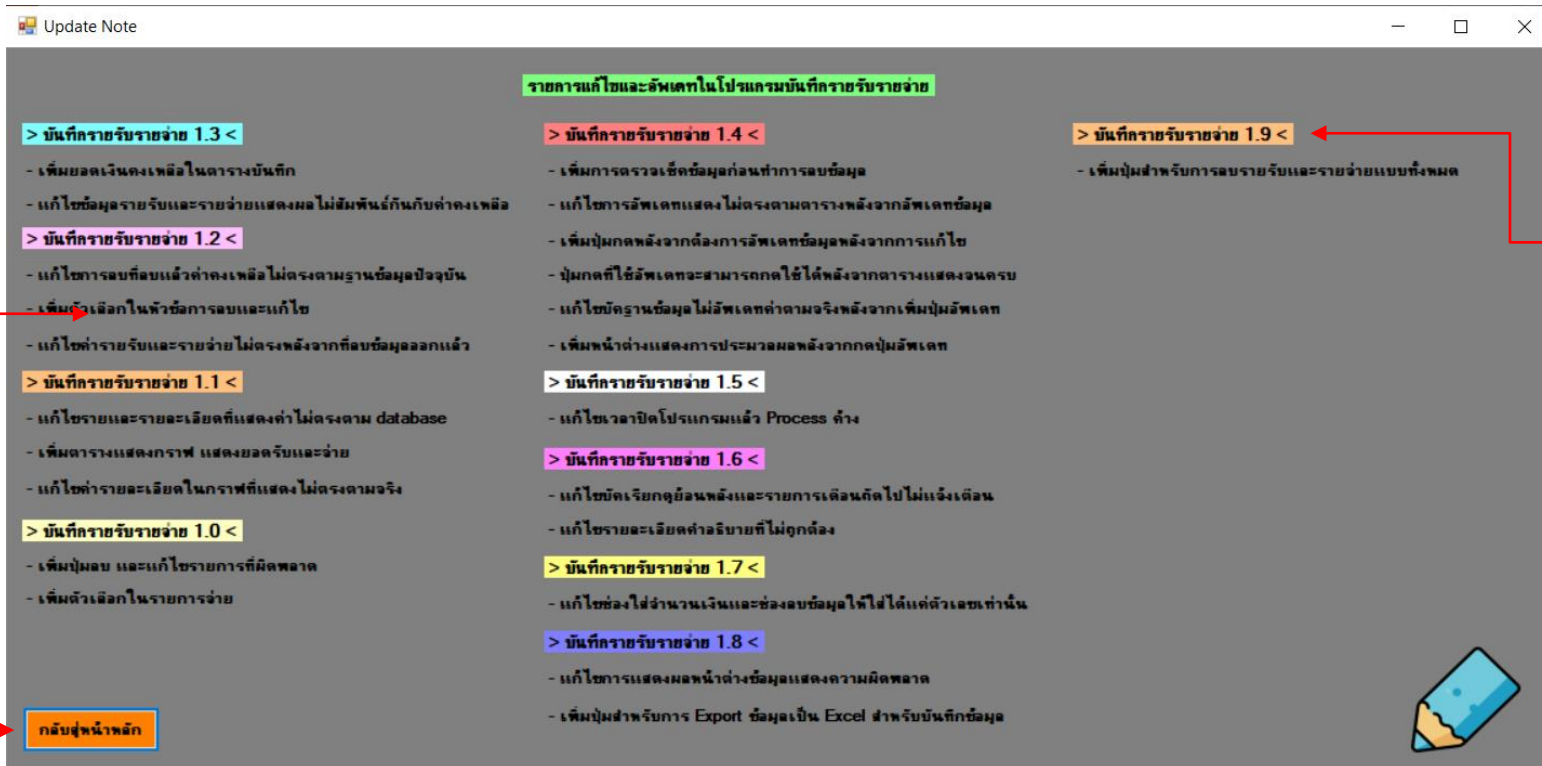 Update Note
รายการแก้ไขและอัพเดทในโปรแกรมบันทึกรายรับรายจ่าย
> บันทึกรายรับรายจ่าย 1.3 <
- เพิ่มยอดเงินคงเหลือในตารางบันทึก
- แก้ไขข้อมูลรายรับและรายจ่ายแสดงผลไม่สัมพันธ์กันกับค่าคงเหลือ
> บันทึกรายรับรายจ่าย 1.2 <
- แก้ไขการลบที่ลบแล้วค่าคงเหลือไม่ตรงตามฐานข้อมูลปัจจุบัน
- เพิ่มตัวเลือกในหัวข้อการลบและแก้ไข
- แก้ไขค่ารายรับและรายจ่ายไม่ตรงหลังจากที่ลบข้อมูลออกแล้ว
> บันทึกรายรับรายจ่าย 1.1 <
- แก้ไขรายและรายละเอียดที่แสดงค่าไม่ตรงตาม database
- เพิ่มตารางแสดงกราฟ แสดงยอดรับและจ่าย
- แก้ไขค่ารายละเอียดในกราฟที่แสดงไม่ตรงตามจริง
> บันทึกรายรับรายจ่าย 1.0 <
- เพิ่มปุ่มลบ และแก้ไขรายการที่ผิดพลาด
- เพิ่มตัวเลือกในรายการจ่าย
กลับสู่หน้าหลัก
> บันทึกรายรับรายจ่าย 1.4 <
- เพิ่มการตรวจเช็คข้อมูลก่อนทำการลบข้อมูล
- แก้ไขการอัพเดทแสดงไม่ตรงตามตารางหลังจากอัพเดทข้อมูล
- เพิ่มปุ่มกดหลังจากต้องการอัพเดทข้อมูลหลังจากการแก้ไข
- ปุ่มกดที่ใช้อัพเดทจะสามารถกดใช้ได้หลังจากตารางแสดงจนครบ
- แก้ไขบัคฐานข้อมูลไม่อัพเดทค่าตามจริงหลังจากเพิ่มปุ่มอัพเดท
- เพิ่มหน้าต่างแสดงการประมวลผลหลังจากกดปุ่มอัพเดท
> บันทึกรายรับรายจ่าย 1.5 <
- แก้ไขเวลาปิดโปรแกรมแล้ว Process ค้าง
> บันทึกรายรับรายจ่าย 1.6 <
- แก้ไขบัคเรียกดูย้อนหลังและรายการเดือนถัดไปไม่แจ้งเตือน
- แก้ไขรายละเอียดคำอธิบายที่ไม่ถูกต้อง
> บันทึกรายรับรายจ่าย 1.7 <
- แก้ไขช่องใส่จำนวนเงินและช่องลบข้อมูลให้ใส่ได้แค่ตัวเลขเท่านั้น
> บันทึกรายรับรายจ่าย 1.8 <
- แก้ไขการแสดงผลหน้าต่างข้อมูลแสดงความผิดพลาด
- เพิ่มปุ่มสำหรับการ Export ข้อมูลเป็น Excel สำหรับบันทึกข้อมูล
> บันทึกรายรับรายจ่าย 1.9 <
- เพิ่มปุ่มสำหรับการลบรายรับและรายจ่ายแบบทั้งหมด